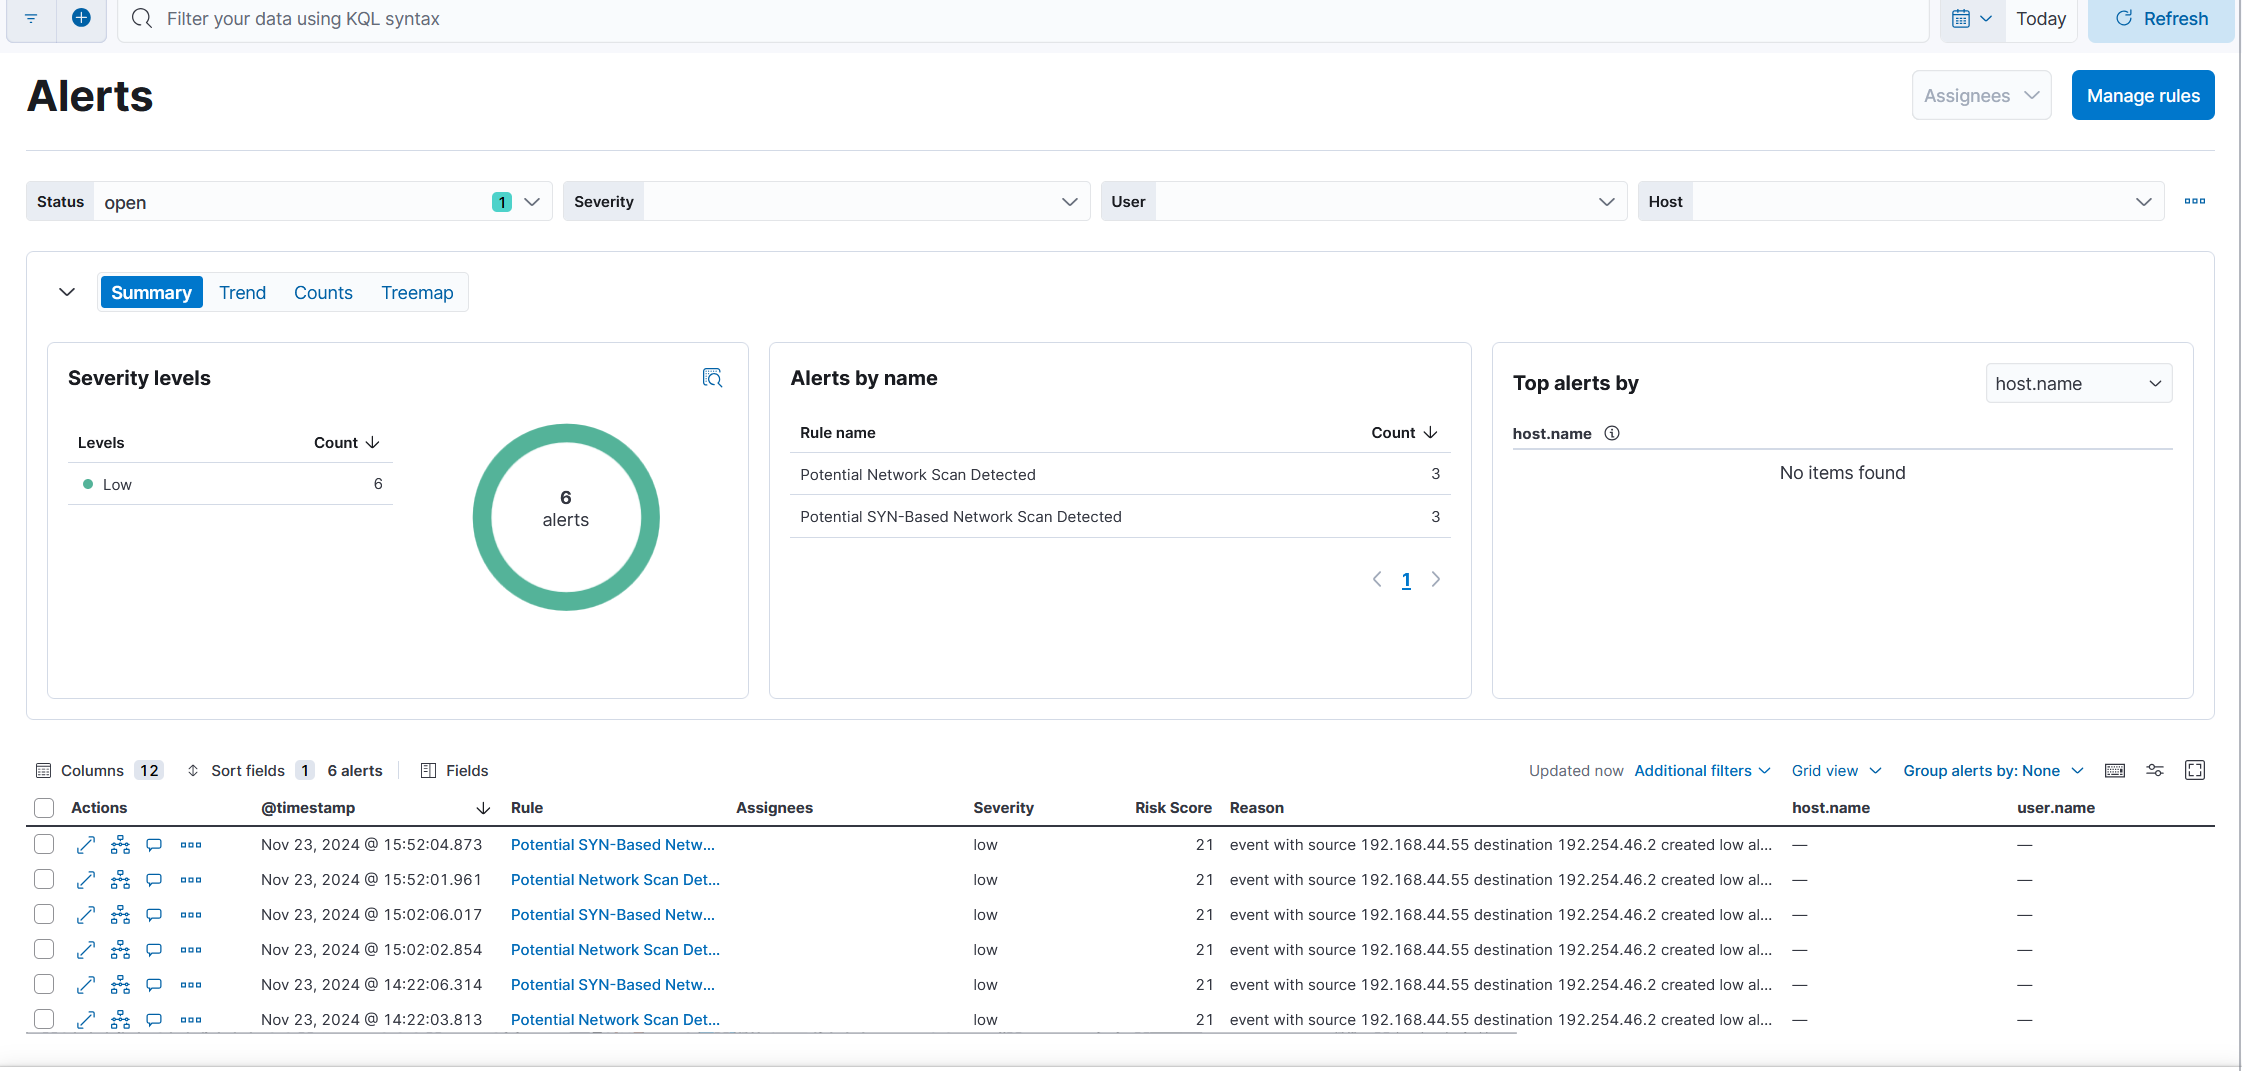 Filter your data using KQL syntax
Today
Refresh
Alerts
Assignees
Manage rules
Status open 1
Severity
User
Host
Summary Trend Counts Treemap
Severity levels
Levels Count
Low 6
6
alerts
Alerts by name
Rule name Count
Potential Network Scan Detected 3
Potential SYN-Based Network Scan Detected 3
1
Top alerts by host.name
host.name
No items found
Columns 12 Sort fields 1 6 alerts Fields
Updated now Additional filters Grid view Group alerts by: None
Actions @timestamp Rule Assignees Severity Risk Score Reason host.name user.name
Nov 23, 2024 @ 15:52:04.873 Potential SYN-Based Netw... low 21 event with source 192.168.44.55 destination 192.254.46.2 created low al... — —
Nov 23, 2024 @ 15:52:01.961 Potential Network Scan Det... low 21 event with source 192.168.44.55 destination 192.254.46.2 created low al... — —
Nov 23, 2024 @ 15:02:06.017 Potential SYN-Based Netw... low 21 event with source 192.168.44.55 destination 192.254.46.2 created low al... — —
Nov 23, 2024 @ 15:02:02.854 Potential Network Scan Det... low 21 event with source 192.168.44.55 destination 192.254.46.2 created low al... — —
Nov 23, 2024 @ 14:22:06.314 Potential SYN-Based Netw... low 21 event with source 192.168.44.55 destination 192.254.46.2 created low al... — —
Nov 23, 2024 @ 14:22:03.813 Potential Network Scan Det... low 21 event with source 192.168.44.55 destination 192.254.46.2 created low al... — —